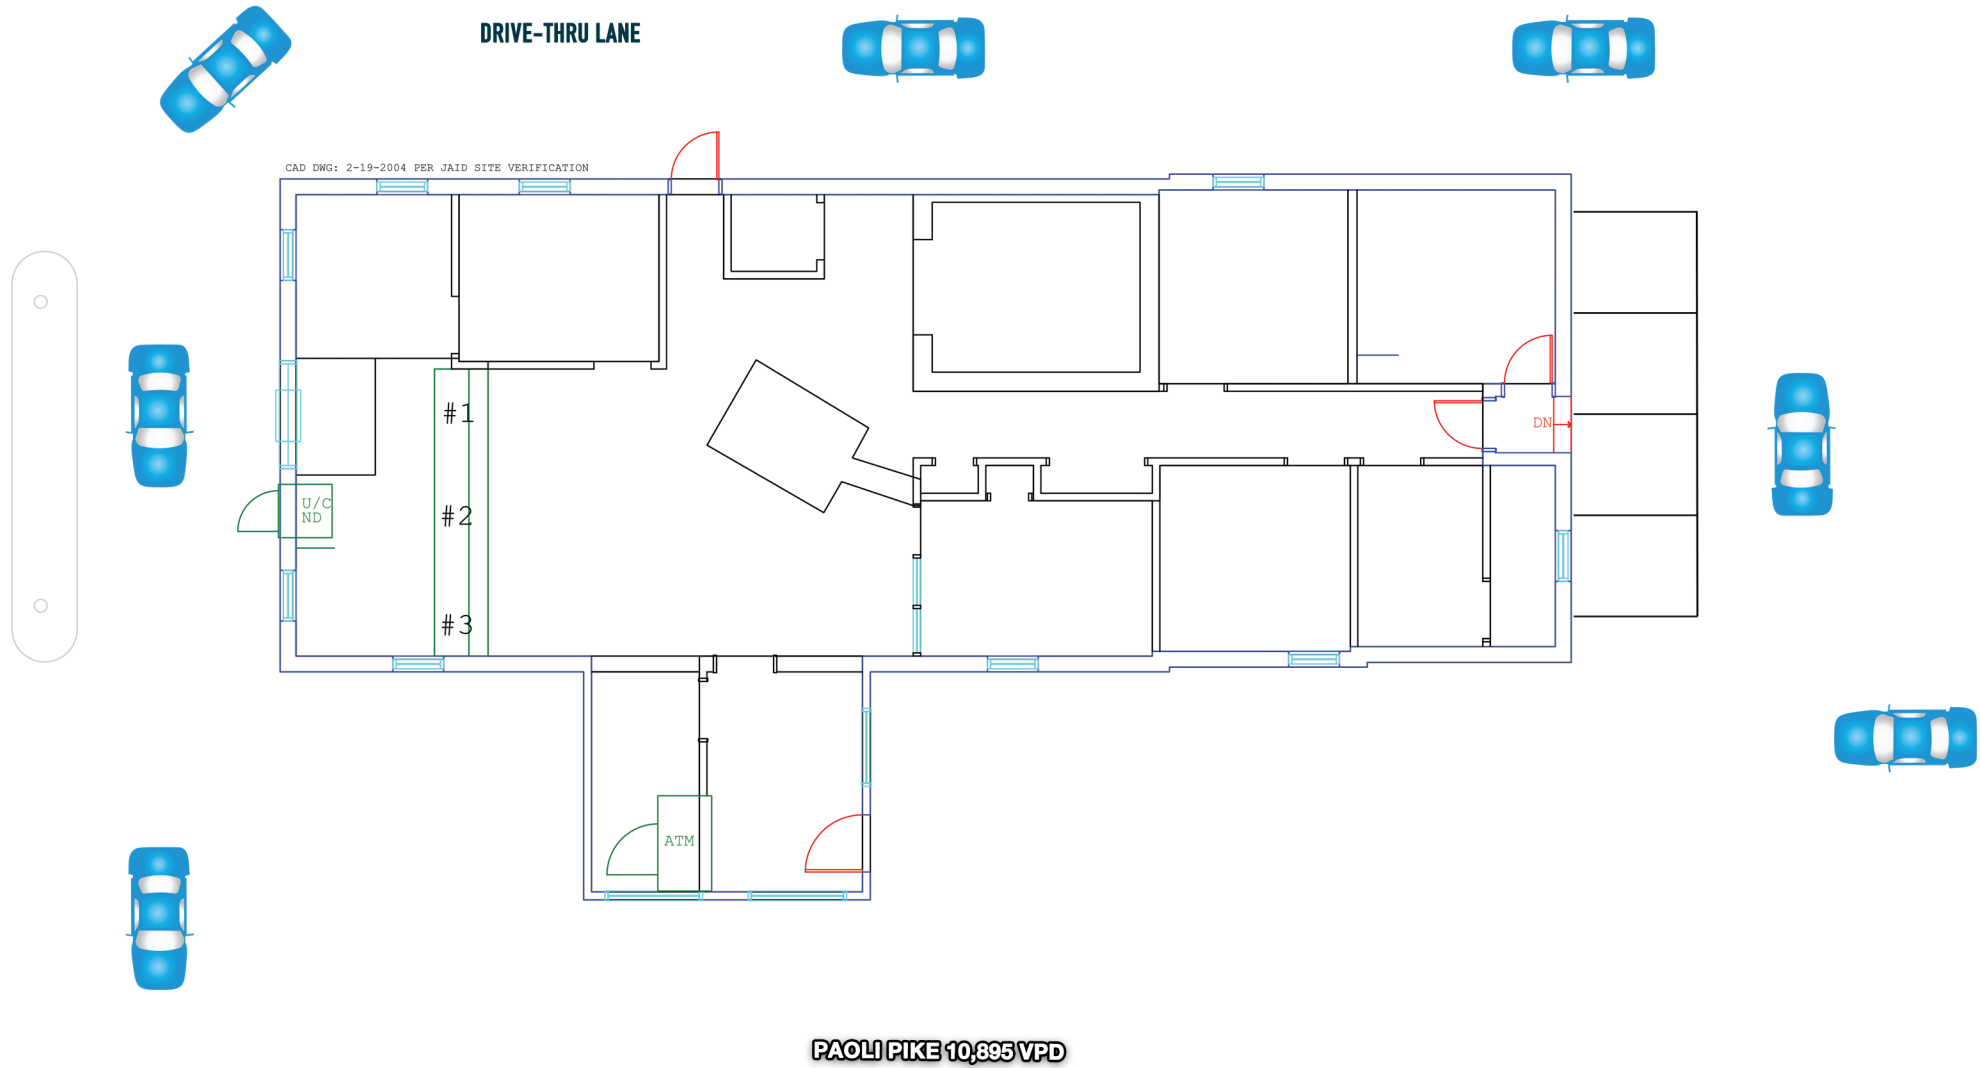 DRIVE-THRU LANE
CAD DWG: 2-19-2004 PER JAID SITE VERIFICATION
#1
DN
U/C
ND
#2
#3
ATM
PAOLI PIKE 10,895 VPD